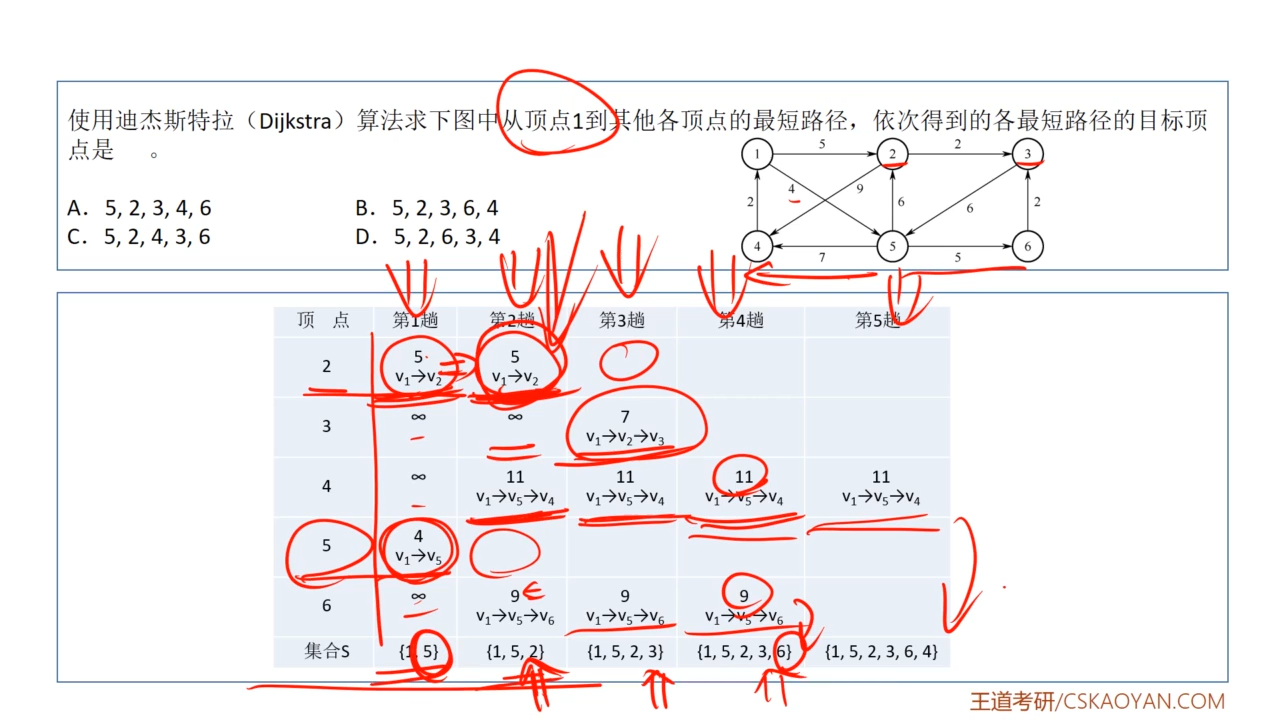 使用迪杰斯特拉（Dijkstra）算法求下图中从顶点1到其他各顶点的最短路径，依次得到的各最短路径的目标顶
点是 。
A．5, 2, 3, 4, 6 B．5, 2, 3, 6, 4
C．5, 2, 4, 3, 6 D．5, 2, 6, 3, 4
1 5 2 2 3
4 9
2 6 6 2
4 7 5 5 6
顶 点 第1趟 第2趟 第3趟 第4趟 第5趟
2 5 5
v1→v2 v1→v2
3 ∞ ∞ 7
v1→v2→v3
4 ∞ 11 11 11 11
v1→v5→v4 v1→v5→v4 v1→v5→v4 v1→v5→v4
5 4
v1→v5
6 ∞ 9 9 9
v1→v5→v6 v1→v5→v6 v1→v5→v6
集合S {1, 5} {1, 5, 2} {1, 5, 2, 3} {1, 5, 2, 3, 6} {1, 5, 2, 3, 6, 4}
王道考研/CSKAOYAN.COM